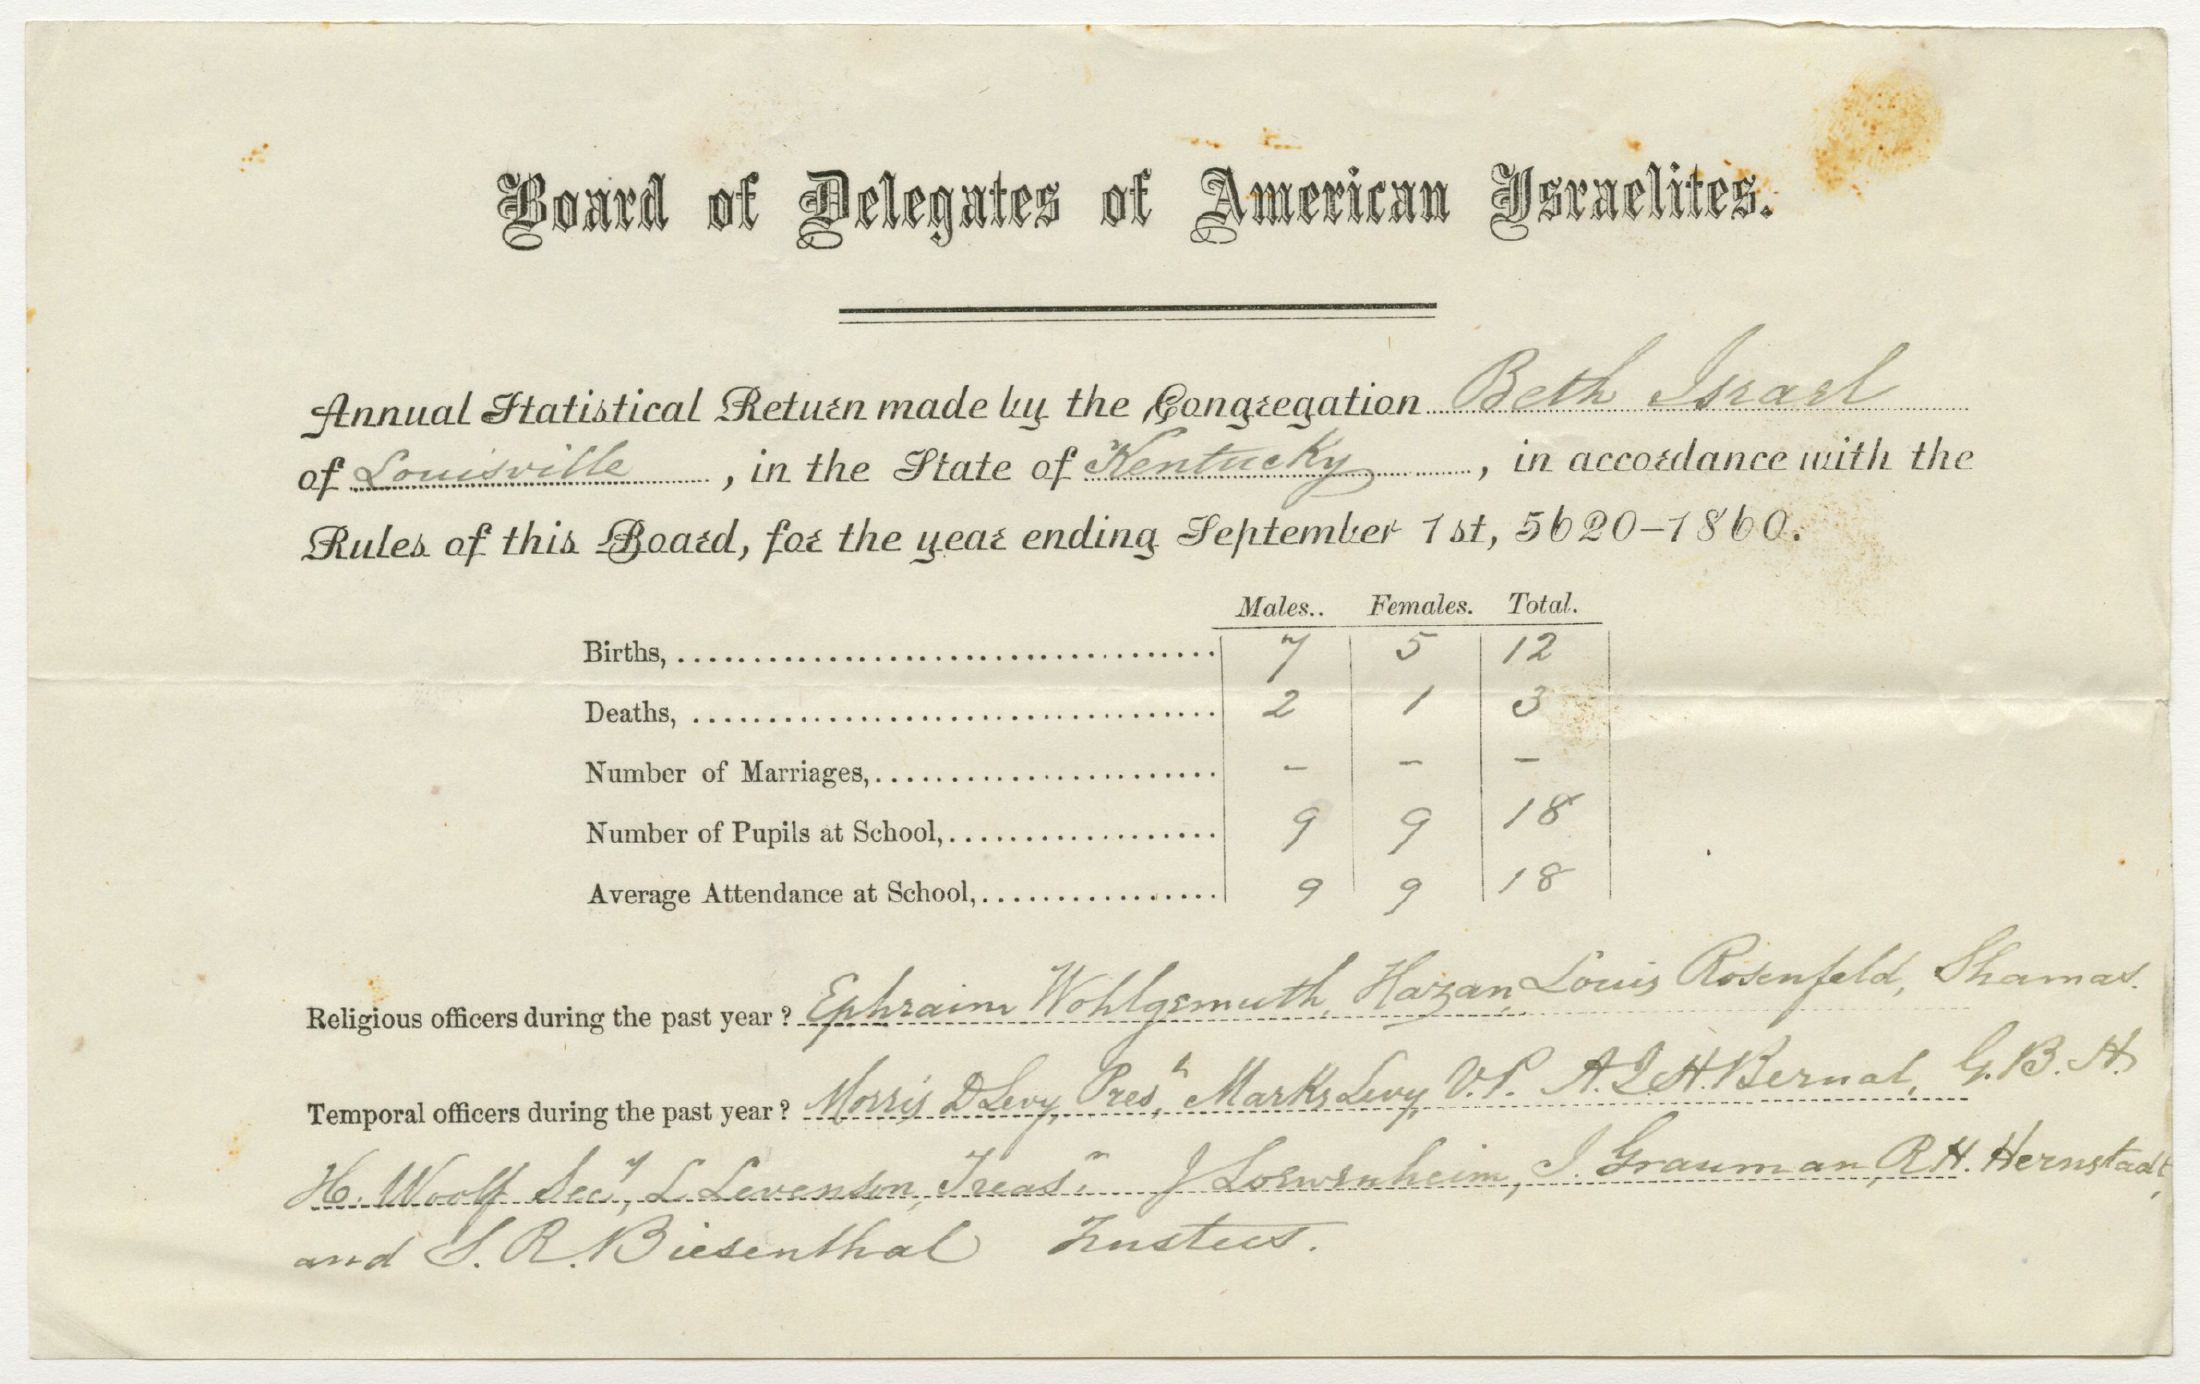 Board of Delegates of American Israelites.
Annual Statistical Return made by the Congregation Beth Israel
of Louisville, in the State of Kentucky, in accordance with the
Rules of this Board, for the year ending September 1st, 5620–1860.
Males.. Females. Total.
Births, 7 5 12
Deaths, 2 1 3
Number of Marriages, – – –
Number of Pupils at School, 9 9 18
Average Attendance at School, 9 9 18
Religious officers during the past year? Ephraim Wohlgemuth, Hazan, Louis Rosenfeld, Shamas.
Temporal officers during the past year? Morris D Levy, Pres, Marks Levy, V.P. A. H. Bernal, G.B.H.
H. Woolf Secy, L Levenson, Treasr. J Loewenheim, I. Grauman, R H. Hernstadt,
and S. R. Biesenthal Trustees.